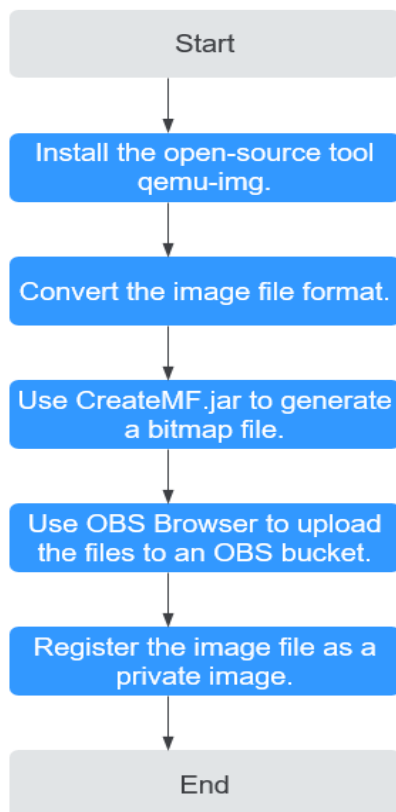 Start
Install the open-source tool
qemu-img.
Convert the image file format.
Use CreateMF.jar to generate
a bitmap file.
Use OBS Browser to upload
the files to an OBS bucket.
Register the image file as a
private image.
End